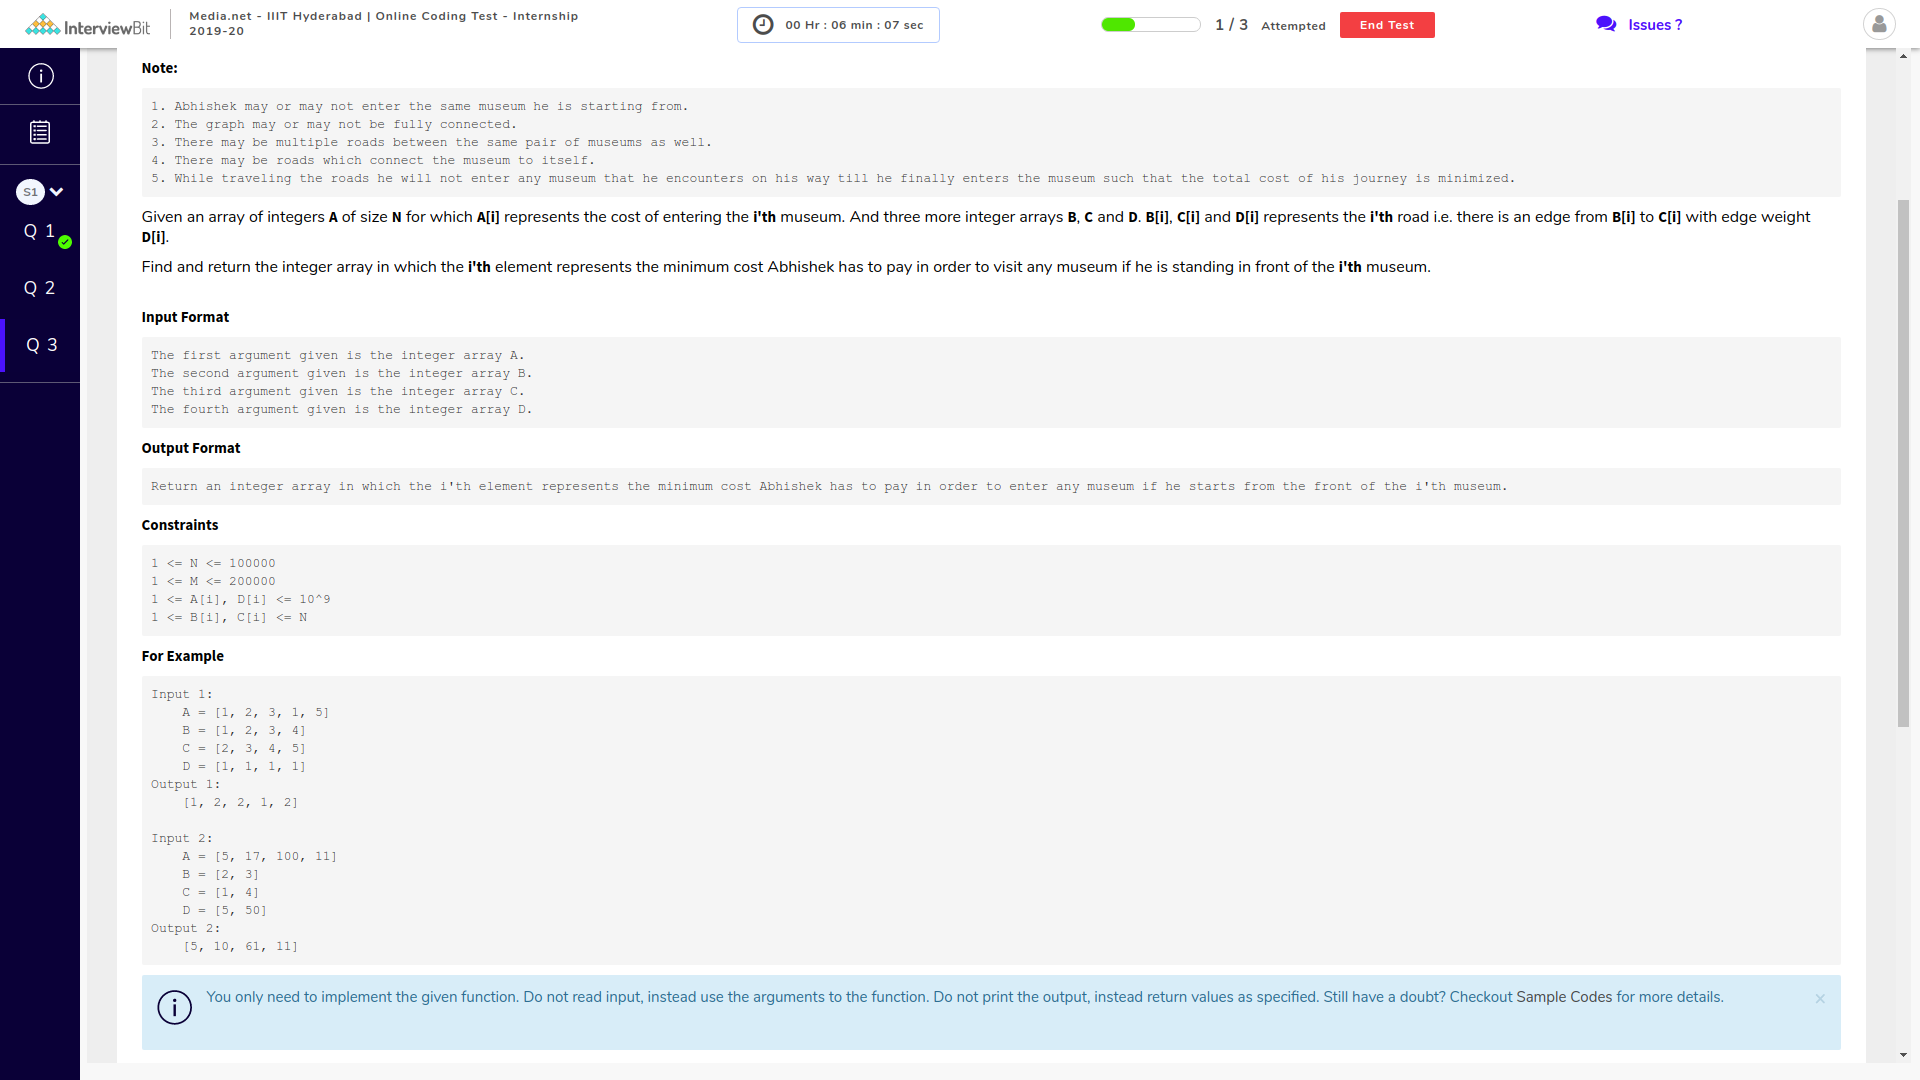 InterviewBit
Media.net - IIIT Hyderabad | Online Coding Test - Internship
2019-20
00 Hr : 06 min : 07 sec
1 / 3 Attempted
End Test
Issues ?
S1
Q 1
Q 2
Q 3
Note:
1. Abhishek may or may not enter the same museum he is starting from.
2. The graph may or may not be fully connected.
3. There may be multiple roads between the same pair of museums as well.
4. There may be roads which connect the museum to itself.
5. While traveling the roads he will not enter any museum that he encounters on his way till he finally enters the museum such that the total cost of his journey is minimized.
Given an array of integers A of size N for which A[i] represents the cost of entering the i'th museum. And three more integer arrays B, C and D. B[i], C[i] and D[i] represents the i'th road i.e. there is an edge from B[i] to C[i] with edge weight
D[i].
Find and return the integer array in which the i'th element represents the minimum cost Abhishek has to pay in order to visit any museum if he is standing in front of the i'th museum.
Input Format
The first argument given is the integer array A.
The second argument given is the integer array B.
The third argument given is the integer array C.
The fourth argument given is the integer array D.
Output Format
Return an integer array in which the i'th element represents the minimum cost Abhishek has to pay in order to enter any museum if he starts from the front of the i'th museum.
Constraints
1 <= N <= 100000
1 <= M <= 200000
1 <= A[i], D[i] <= 10^9
1 <= B[i], C[i] <= N
For Example
Input 1:
A = [1, 2, 3, 1, 5]
B = [1, 2, 3, 4]
C = [2, 3, 4, 5]
D = [1, 1, 1, 1]
Output 1:
[1, 2, 2, 1, 2]
Input 2:
A = [5, 17, 100, 11]
B = [2, 3]
C = [1, 4]
D = [5, 50]
Output 2:
[5, 10, 61, 11]
You only need to implement the given function. Do not read input, instead use the arguments to the function. Do not print the output, instead return values as specified. Still have a doubt? Checkout Sample Codes for more details.